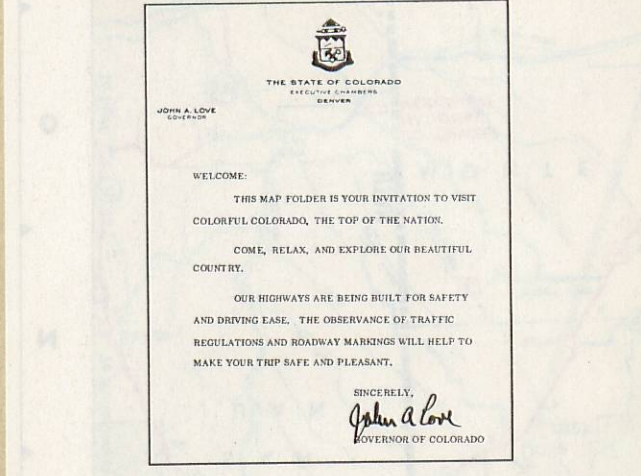 THE STATE OF COLORADO
EXECUTIVE CHAMBERS
DENVER
JOHN A. LOVE
GOVERNOR
WELCOME:
THIS MAP FOLDER IS YOUR INVITATION TO VISIT
COLORFUL COLORADO, THE TOP OF THE NATION.
COME, RELAX, AND EXPLORE OUR BEAUTIFUL
COUNTRY.
OUR HIGHWAYS ARE BEING BUILT FOR SAFETY
AND DRIVING EASE. THE OBSERVANCE OF TRAFFIC
REGULATIONS AND ROADWAY MARKINGS WILL HELP TO
MAKE YOUR TRIP SAFE AND PLEASANT.
SINCERELY,
John A Love
GOVERNOR OF COLORADO